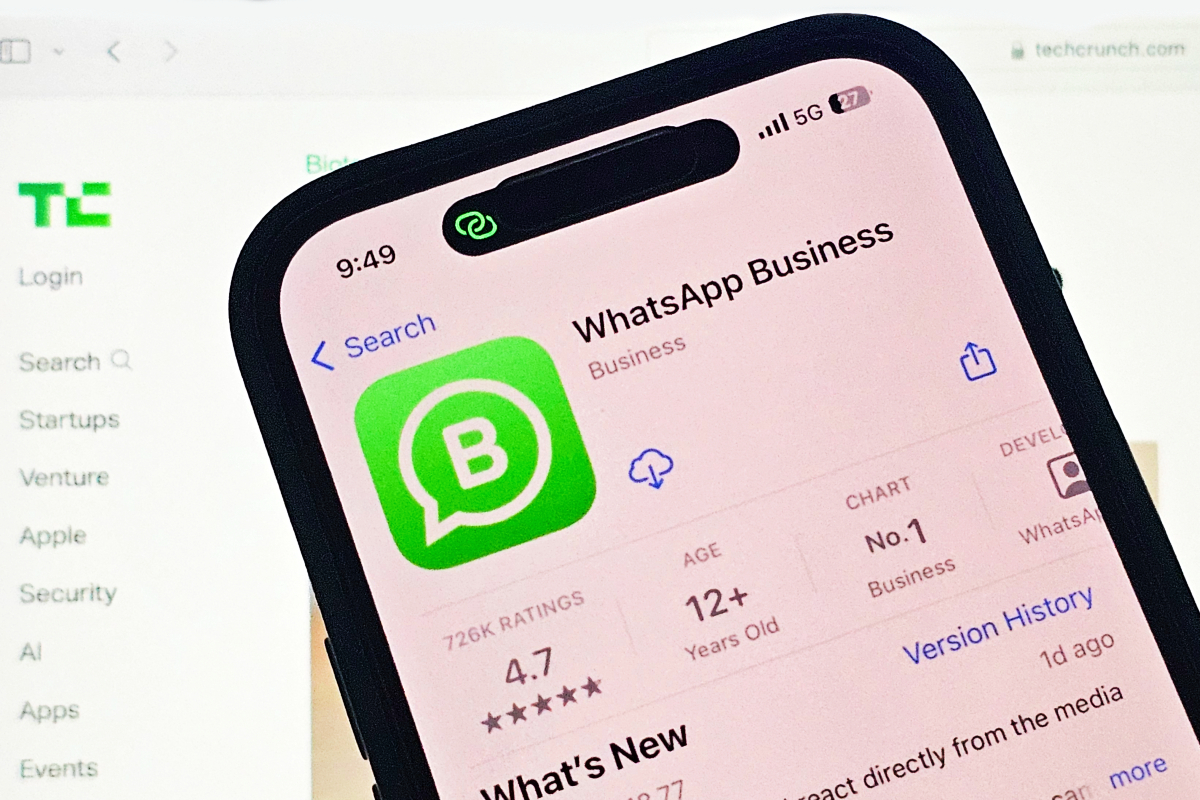 techcrunch.com
TC
Login
Search
Startups
Venture
Apple
Security
AI
Apps
Events
9:49
5G 27
Search
WhatsApp Business
Business
B
726K RATINGS
4.7
AGE
12+
Years Old
CHART
No.1
Business
What's New
Version History
1d ago
react directly from the media
more